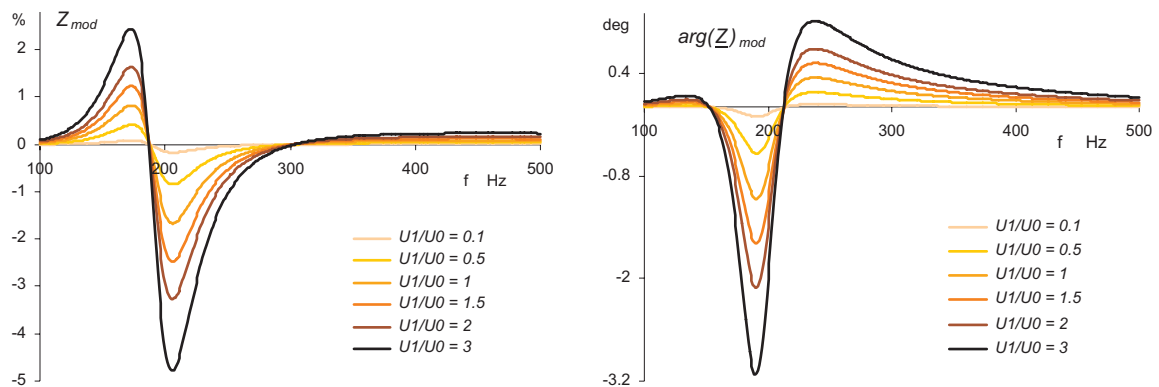 %
Z mod
2
1
0
100
200
300
400
500
f Hz
-1
-2
-3
-4
-5
U1/U0 = 0.1
U1/U0 = 0.5
U1/U0 = 1
U1/U0 = 1.5
U1/U0 = 2
U1/U0 = 3
deg
arg(Z) mod
0.4
100
200
300
400
500
f Hz
-0.8
-2
-3.2
U1/U0 = 0.1
U1/U0 = 0.5
U1/U0 = 1
U1/U0 = 1.5
U1/U0 = 2
U1/U0 = 3